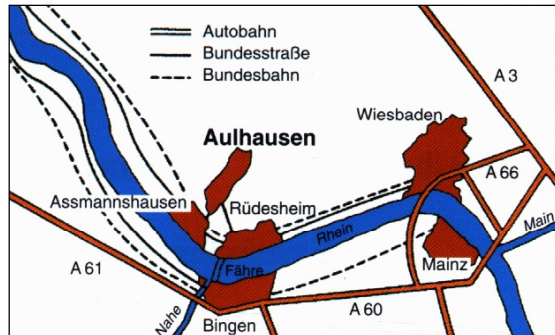 Autobahn
Bundesstraße
Bundesbahn
A 3
Wiesbaden
Aulhausen
A 66
Assmannshausen
Rüdesheim
Rhein
Main
A 61
Fähre
Mainz
Nahe
A 60
Bingen